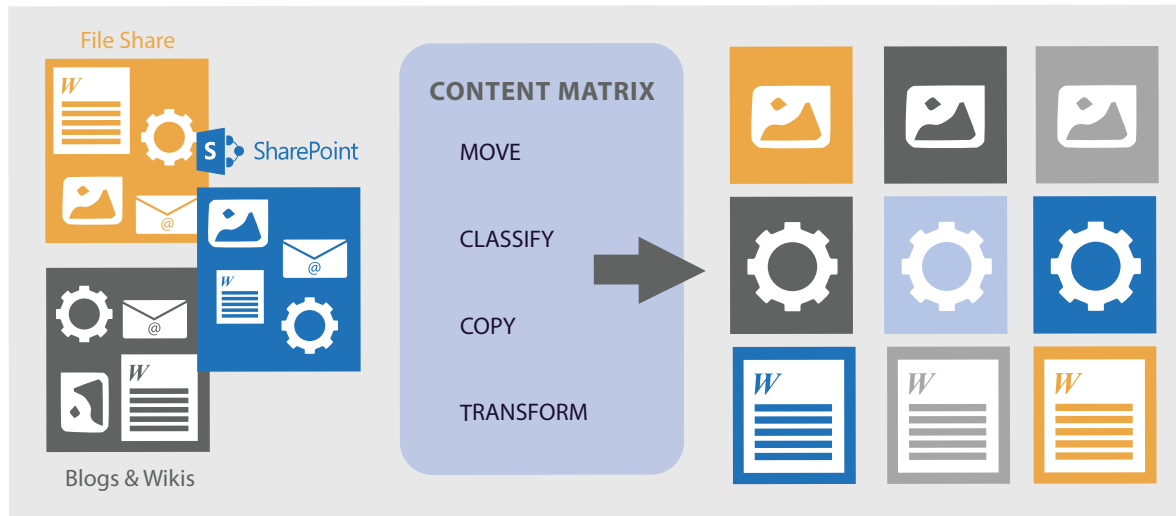 File Share
W
@
S SharePoint
@
W
@
W
Blogs & Wikis
CONTENT MATRIX
MOVE
CLASSIFY
COPY
TRANSFORM
W
W
W